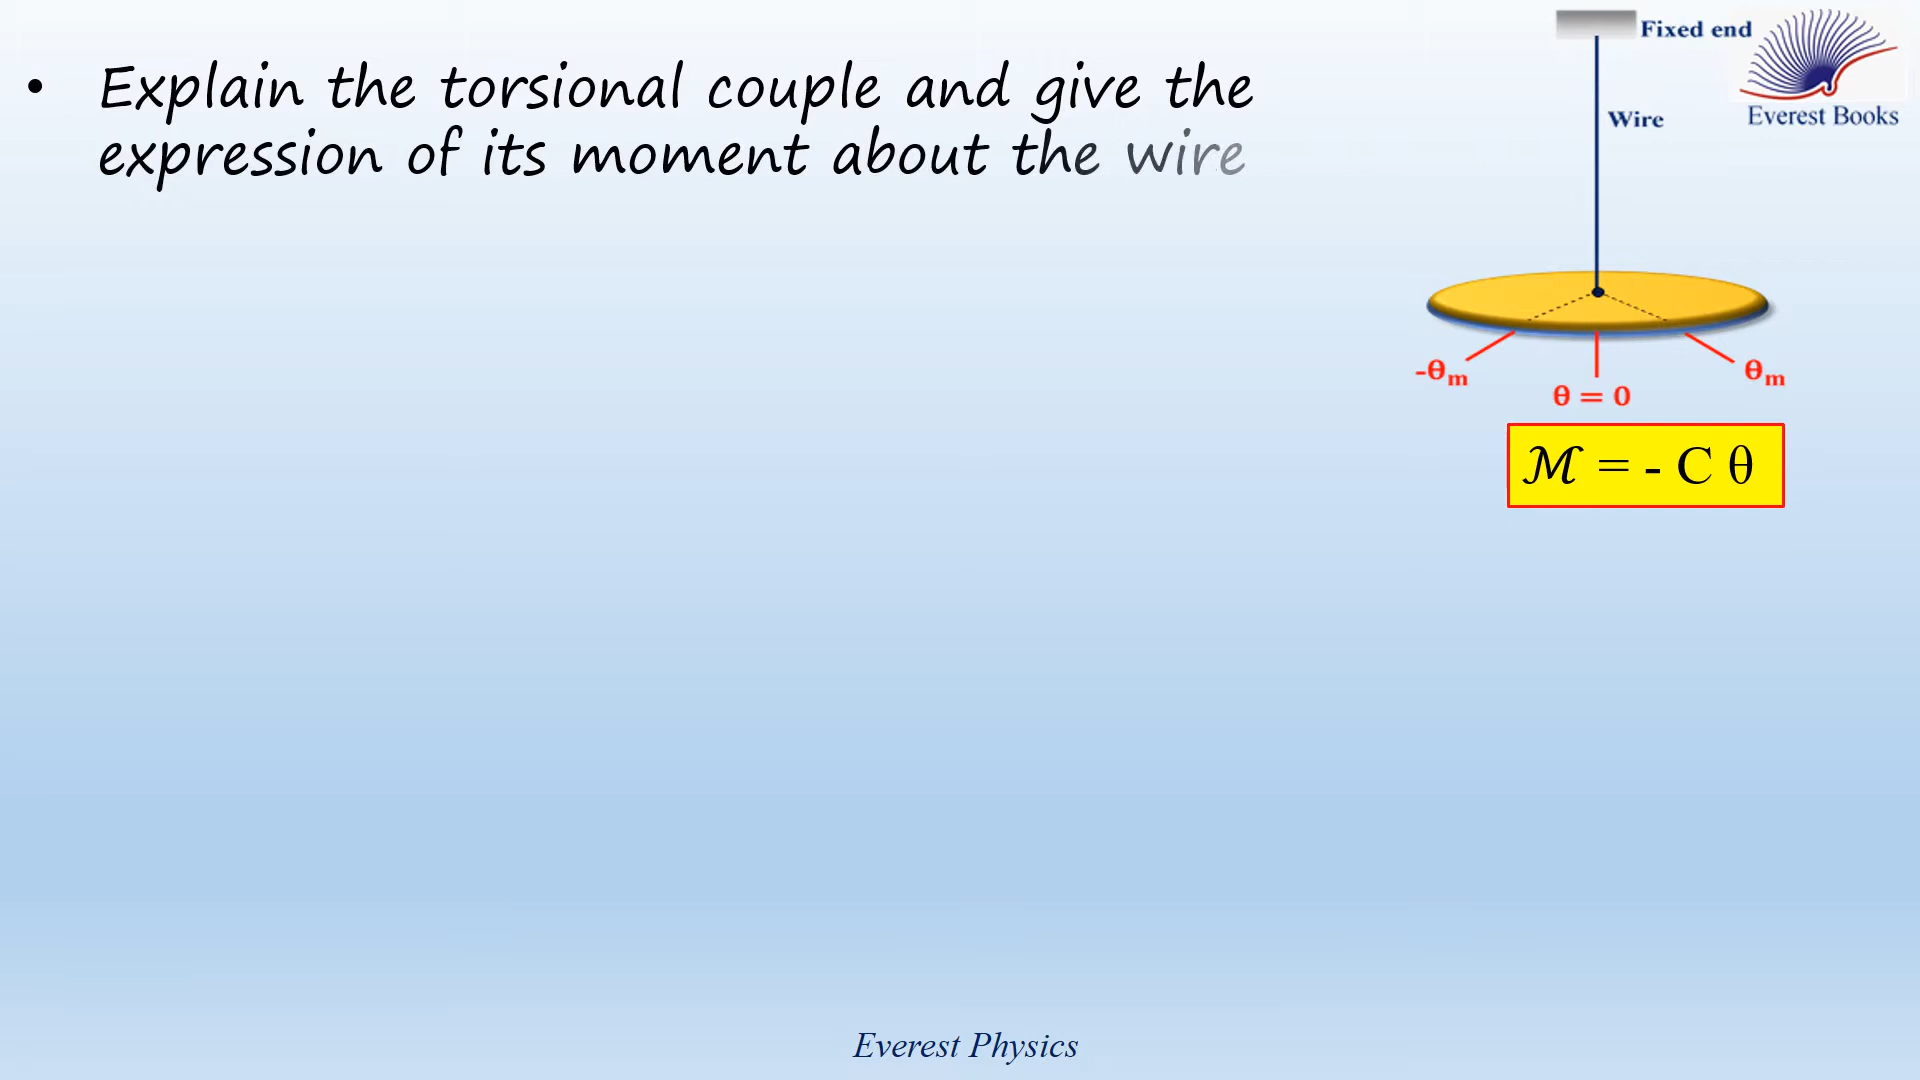 • Explain the torsional couple and give the
expression of its moment about the wire
Fixed end
Everest Books
Wire
-θₘ
θₘ
θ = 0
ℳ = - C θ
Everest Physics